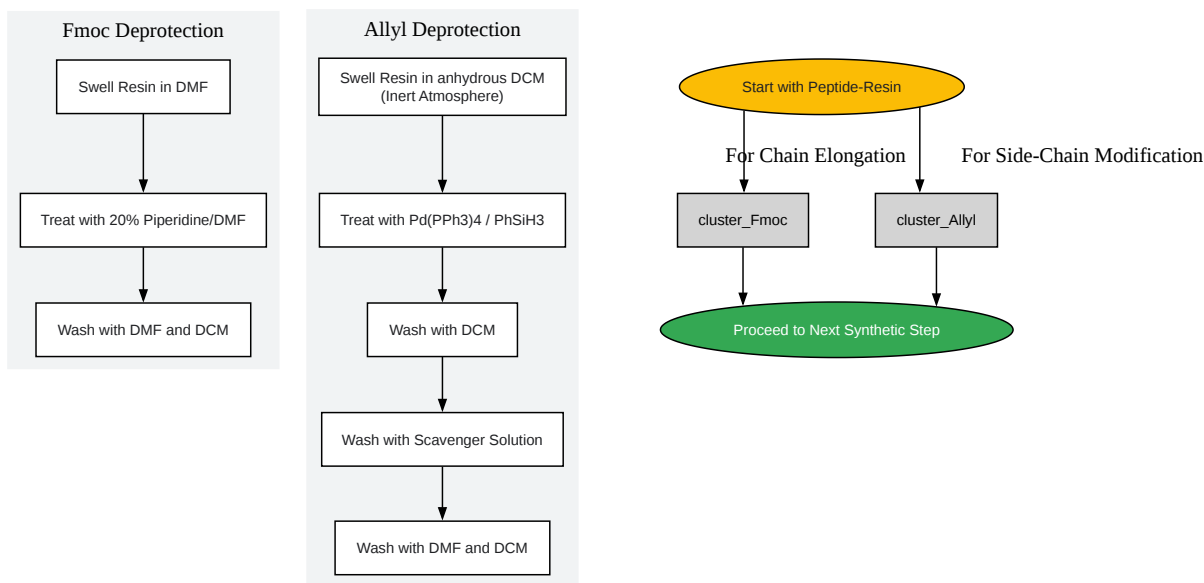 Fmoc Deprotection
Swell Resin in DMF
Treat with 20% Piperidine/DMF
Wash with DMF and DCM
Allyl Deprotection
Swell Resin in anhydrous DCM
(Inert Atmosphere)
Treat with Pd(PPh3)4 / PhSiH3
Wash with DCM
Wash with Scavenger Solution
Wash with DMF and DCM
Start with Peptide-Resin
For Chain Elongation
For Side-Chain Modification
cluster_Fmoc
cluster_Allyl
Proceed to Next Synthetic Step